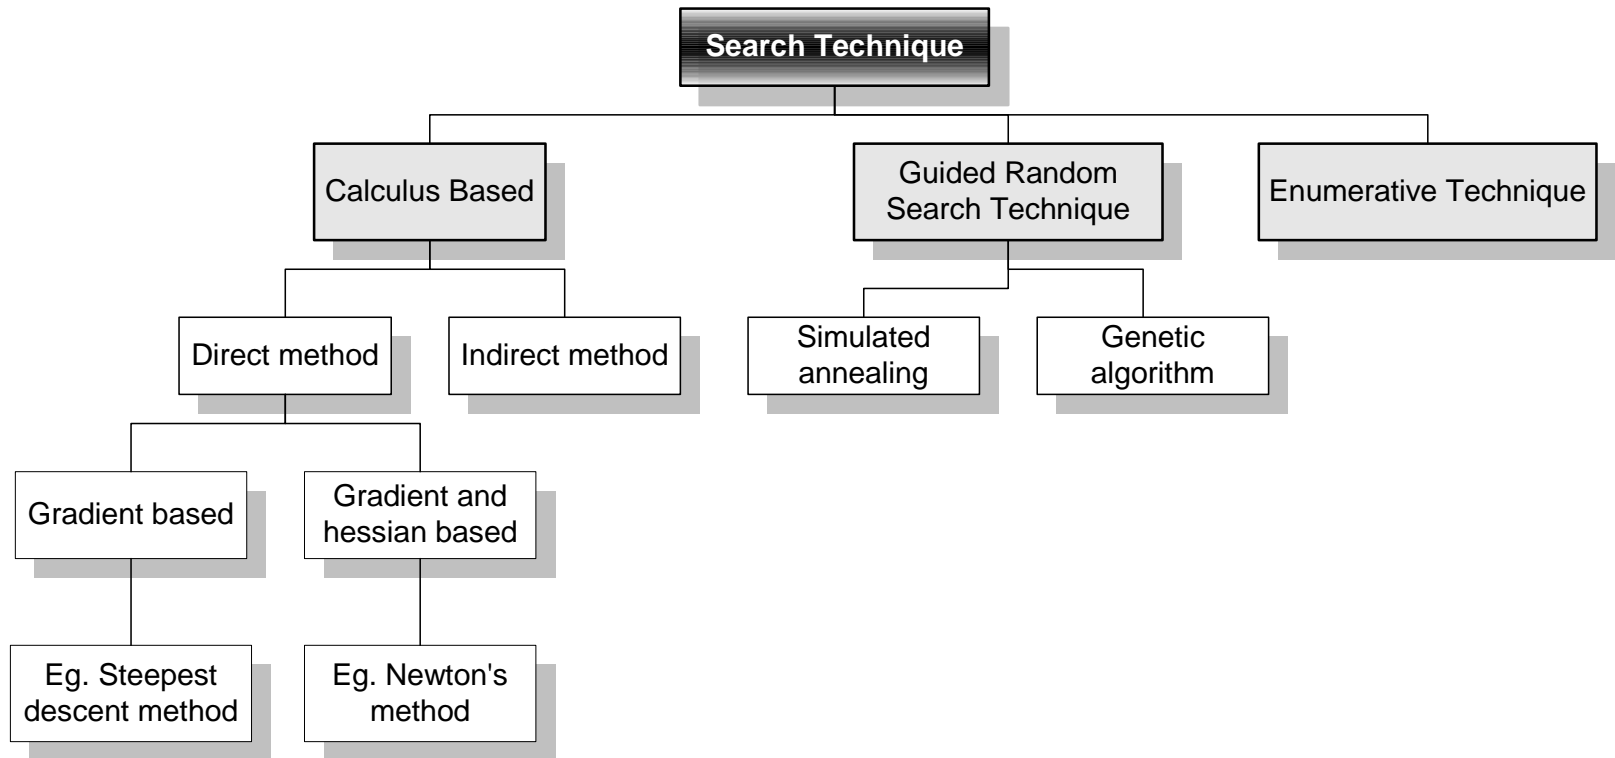 Search Technique
Calculus Based
Guided Random
Search Technique
Enumerative Technique
Direct method
Indirect method
Simulated
annealing
Genetic
algorithm
Gradient based
Gradient and
hessian based
Eg. Steepest
descent method
Eg. Newton's
method